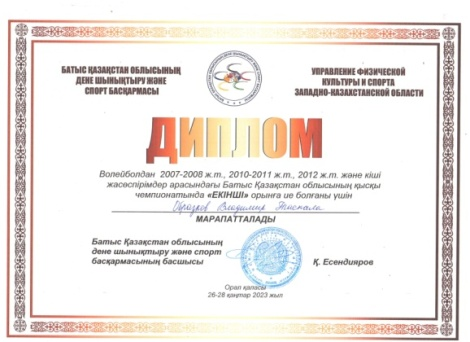 БАТЫС ҚАЗАҚСТАН ОБЛЫСЫНЫҢ
ДЕНЕ ШЫНЫҚТЫРУ ЖӘНЕ
СПОРТ БАСҚАРМАСЫ
УПРАВЛЕНИЕ ФИЗИЧЕСКОЙ
КУЛЬТУРЫ И СПОРТА
ЗАПАДНО-КАЗАХСТАНСКОЙ ОБЛАСТИ
ДИПЛОМ
Волейболдан 2007-2008 ж.т., 2010-2011 ж.т., 2012 ж.т. және кіші
жасөспірімдер арасындағы Батыс Қазақстан облысының қысқы
чемпионатында «ЕКІНШІ» орынға ие болғаны үшін
Владимир
МАРАПАТТАЛАДЫ
Батыс Қазақстан облысының
дене шынықтыру және спорт
басқармасының басшысы
Қ. Есендияров
Орал қаласы
26-28 қаңтар 2023 жыл